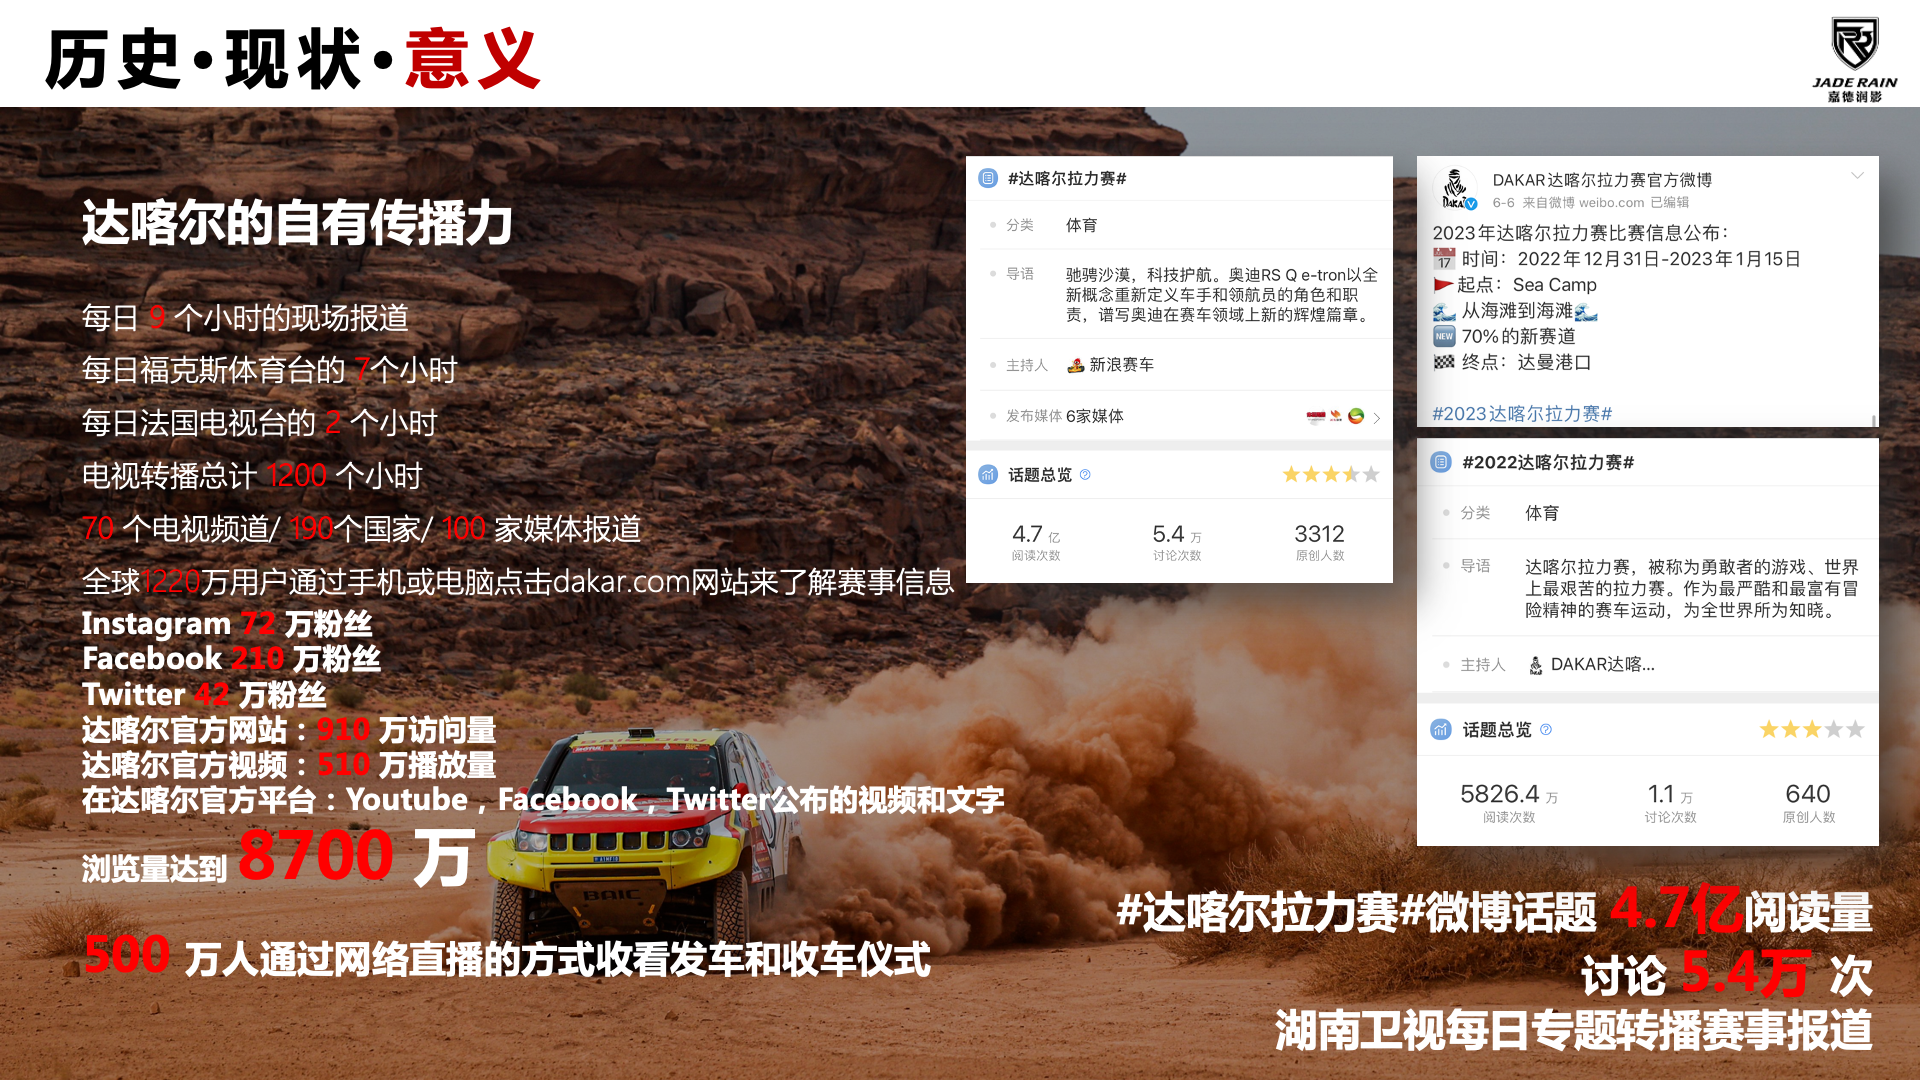 历史·现状·意义
JADE RAIN
嘉德润影
达喀尔的自有传播力
每日 9 个小时的现场报道
每日福克斯体育台的 7个小时
每日法国电视台的 2 个小时
电视转播总计 1200 个小时
70 个电视频道/ 190个国家/ 100 家媒体报道
全球1220万用户通过手机或电脑点击dakar.com网站来了解赛事信息
Instagram 72 万粉丝
Facebook 210 万粉丝
Twitter 42 万粉丝
达喀尔官方网站：910 万访问量
达喀尔官方视频：510 万播放量
在达喀尔官方平台：Youtube，Facebook，Twitter公布的视频和文字
浏览量达到 8700 万
500 万人通过网络直播的方式收看发车和收车仪式
#达喀尔拉力赛#
分类 体育
导语 驰骋沙漠，科技护航。奥迪RS Q e-tron以全
新概念重新定义车手和领航员的角色和职
责，谱写奥迪在赛车领域上新的辉煌篇章。
主持人 新浪赛车
发布媒体 6家媒体
话题总览
4.7 亿 5.4 万 3312
阅读次数 讨论次数 原创人数
DAKAR达喀尔拉力赛官方微博
6-6 来自微博 weibo.com 已编辑
2023年达喀尔拉力赛比赛信息公布：
17 时间：2022年12月31日-2023年1月15日
起点：Sea Camp
从海滩到海滩
NEW 70%的新赛道
终点：达曼港口
#2023达喀尔拉力赛#
#2022达喀尔拉力赛#
分类 体育
导语 达喀尔拉力赛，被称为勇敢者的游戏、世界
上最艰苦的拉力赛。作为最严酷和最富有冒
险精神的赛车运动，为全世界所为知晓。
主持人 DAKAR达喀...
话题总览
5826.4 万 1.1 万 640
阅读次数 讨论次数 原创人数
BAIC
#达喀尔拉力赛#微博话题 4.7亿阅读量
讨论 5.4万 次
湖南卫视每日专题转播赛事报道